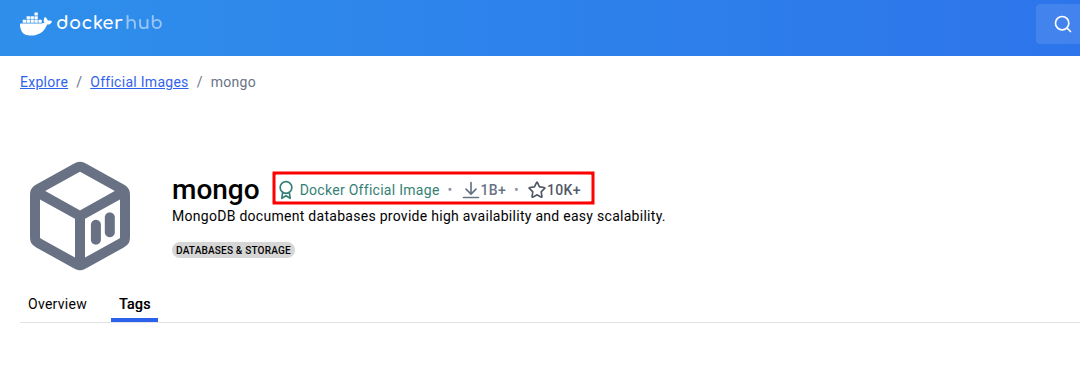 dockerhub
Explore / Official Images / mongo
mongo Docker Official Image • 1B+ • 10K+
MongoDB document databases provide high availability and easy scalability.
DATABASES & STORAGE
Overview Tags